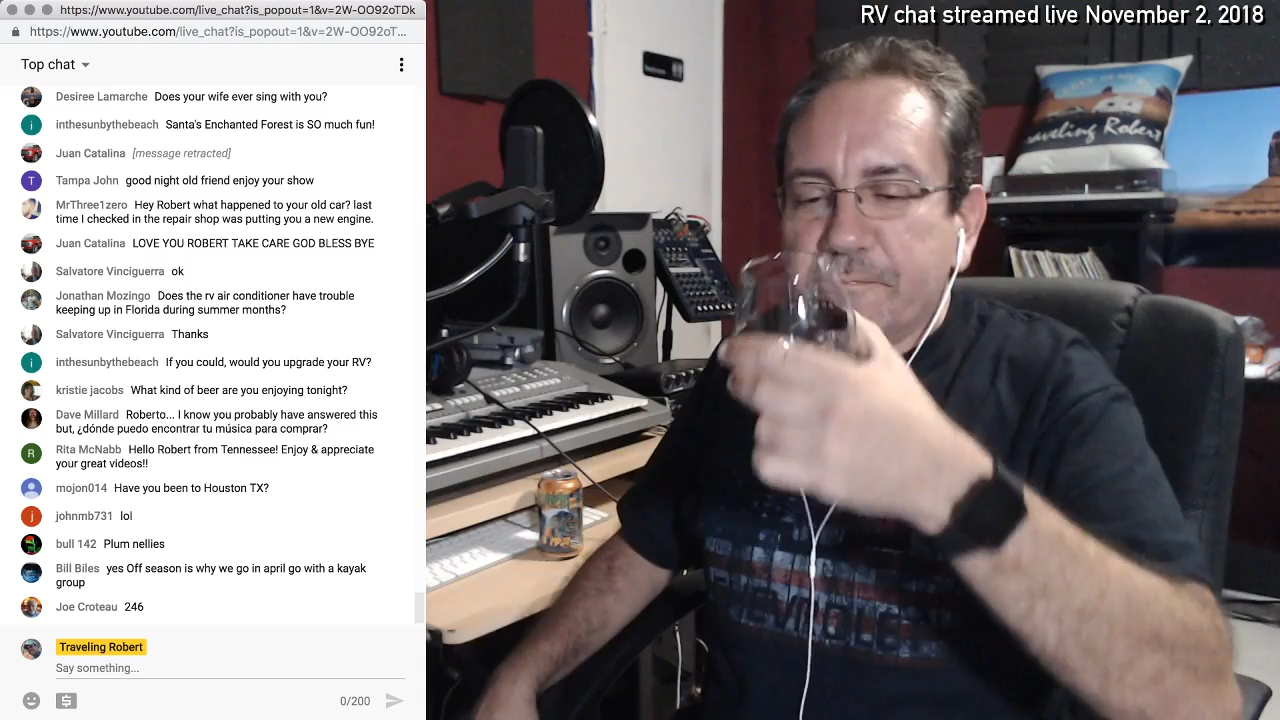 https://www.youtube.com/live_chat?is_popout=1&v=2W-OO92oTDk
https://www.youtube.com/live_chat?is_popout=1&v=2W-OO92oT...
RV chat streamed live November 2, 2018
Top chat
Desiree Lamarche Does your wife ever sing with you?
inthesunbythebeach Santa's Enchanted Forest is SO much fun!
Juan Catalina [message retracted]
Tampa John good night old friend enjoy your show
MrThree1zero Hey Robert what happened to your old car? last
time I checked in the repair shop was putting you a new engine.
Juan Catalina LOVE YOU ROBERT TAKE CARE GOD BLESS BYE
Salvatore Vinciguerra ok
Jonathan Mozingo Does the rv air conditioner have trouble
keeping up in Florida during summer months?
Salvatore Vinciguerra Thanks
inthesunbythebeach If you could, would you upgrade your RV?
kristie jacobs What kind of beer are you enjoying tonight?
Dave Millard Roberto... I know you probably have answered this
but, ¿dónde puedo encontrar tu música para comprar?
Rita McNabb Hello Robert from Tennessee! Enjoy & appreciate
your great videos!!
mojon014 Have you been to Houston TX?
johnmb731 lol
bull 142 Plum nellies
Bill Biles yes Off season is why we go in april go with a kayak
group
Joe Croteau 246
Traveling Robert
Say something...
0/200
i
T
i
R
j
Traveling Robert